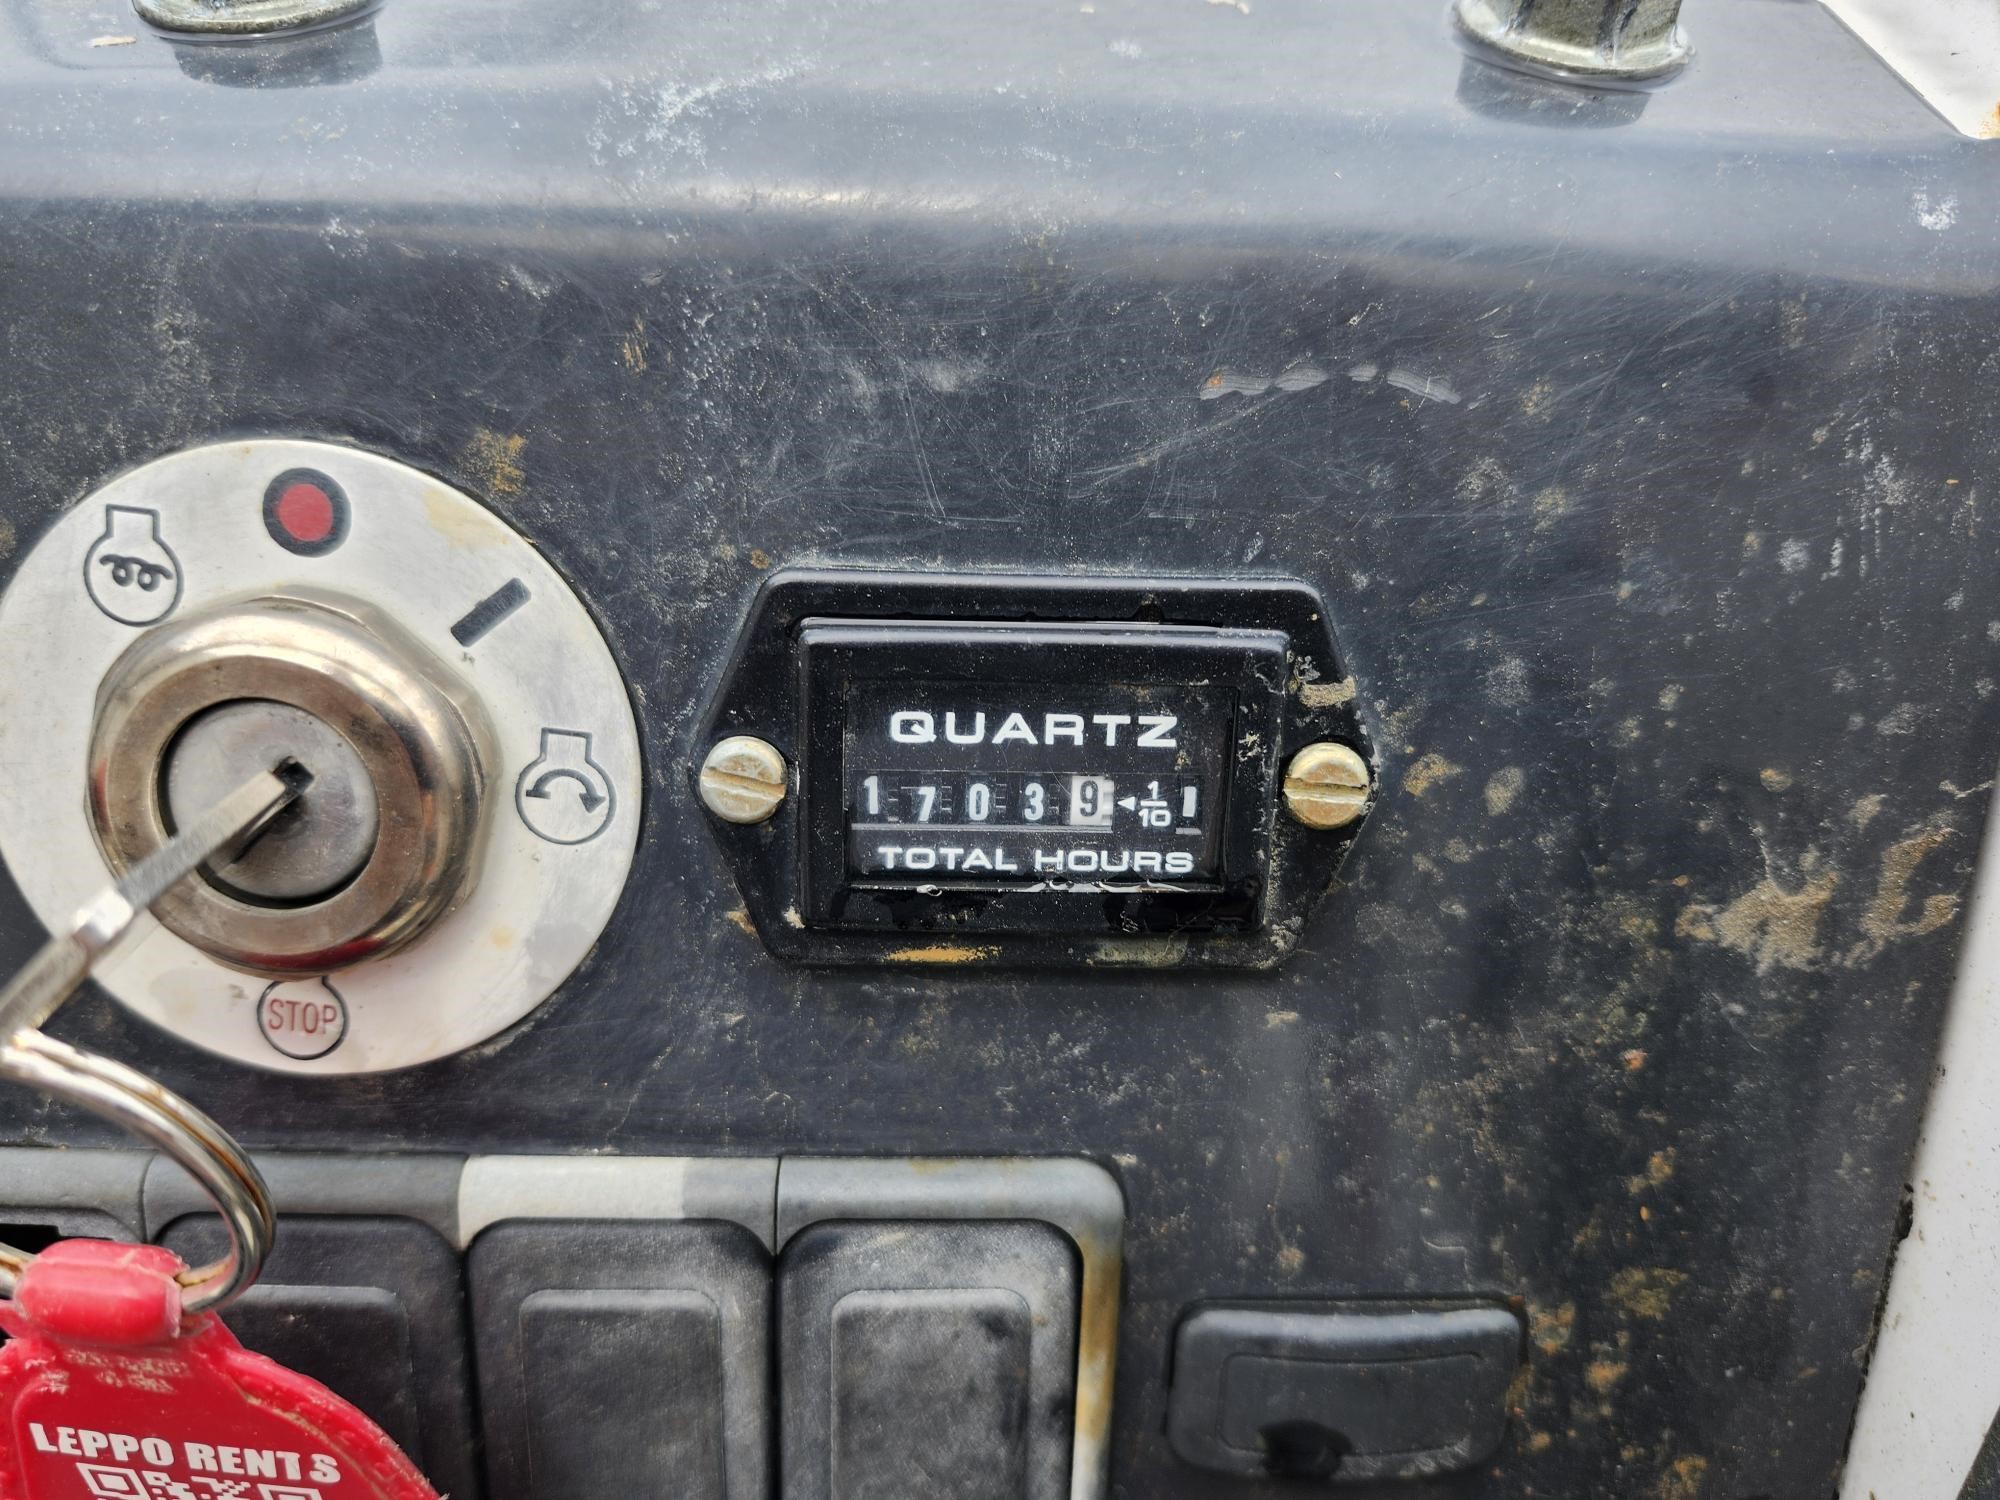 QUARTZ
1 7 0 3 9 ◄ 1/10
TOTAL HOURS
STOP
LEPPO RENTS